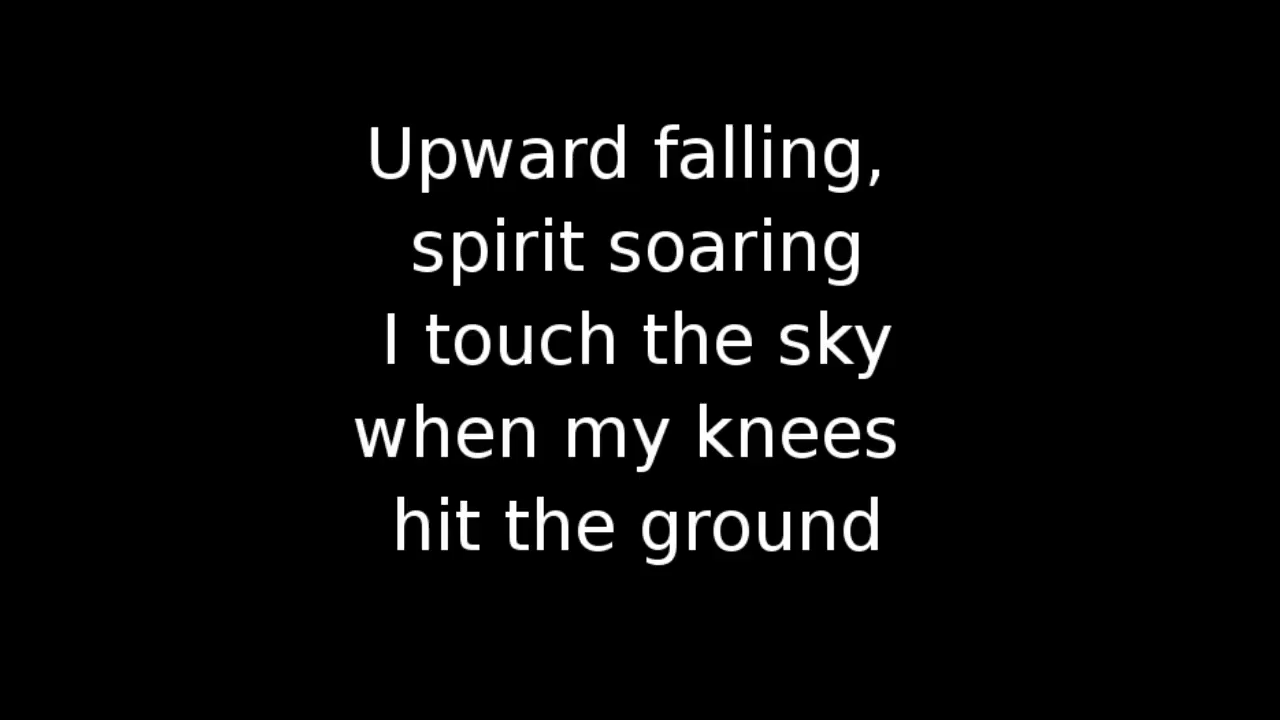 Upward falling,
spirit soaring
I touch the sky
when my knees
hit the ground